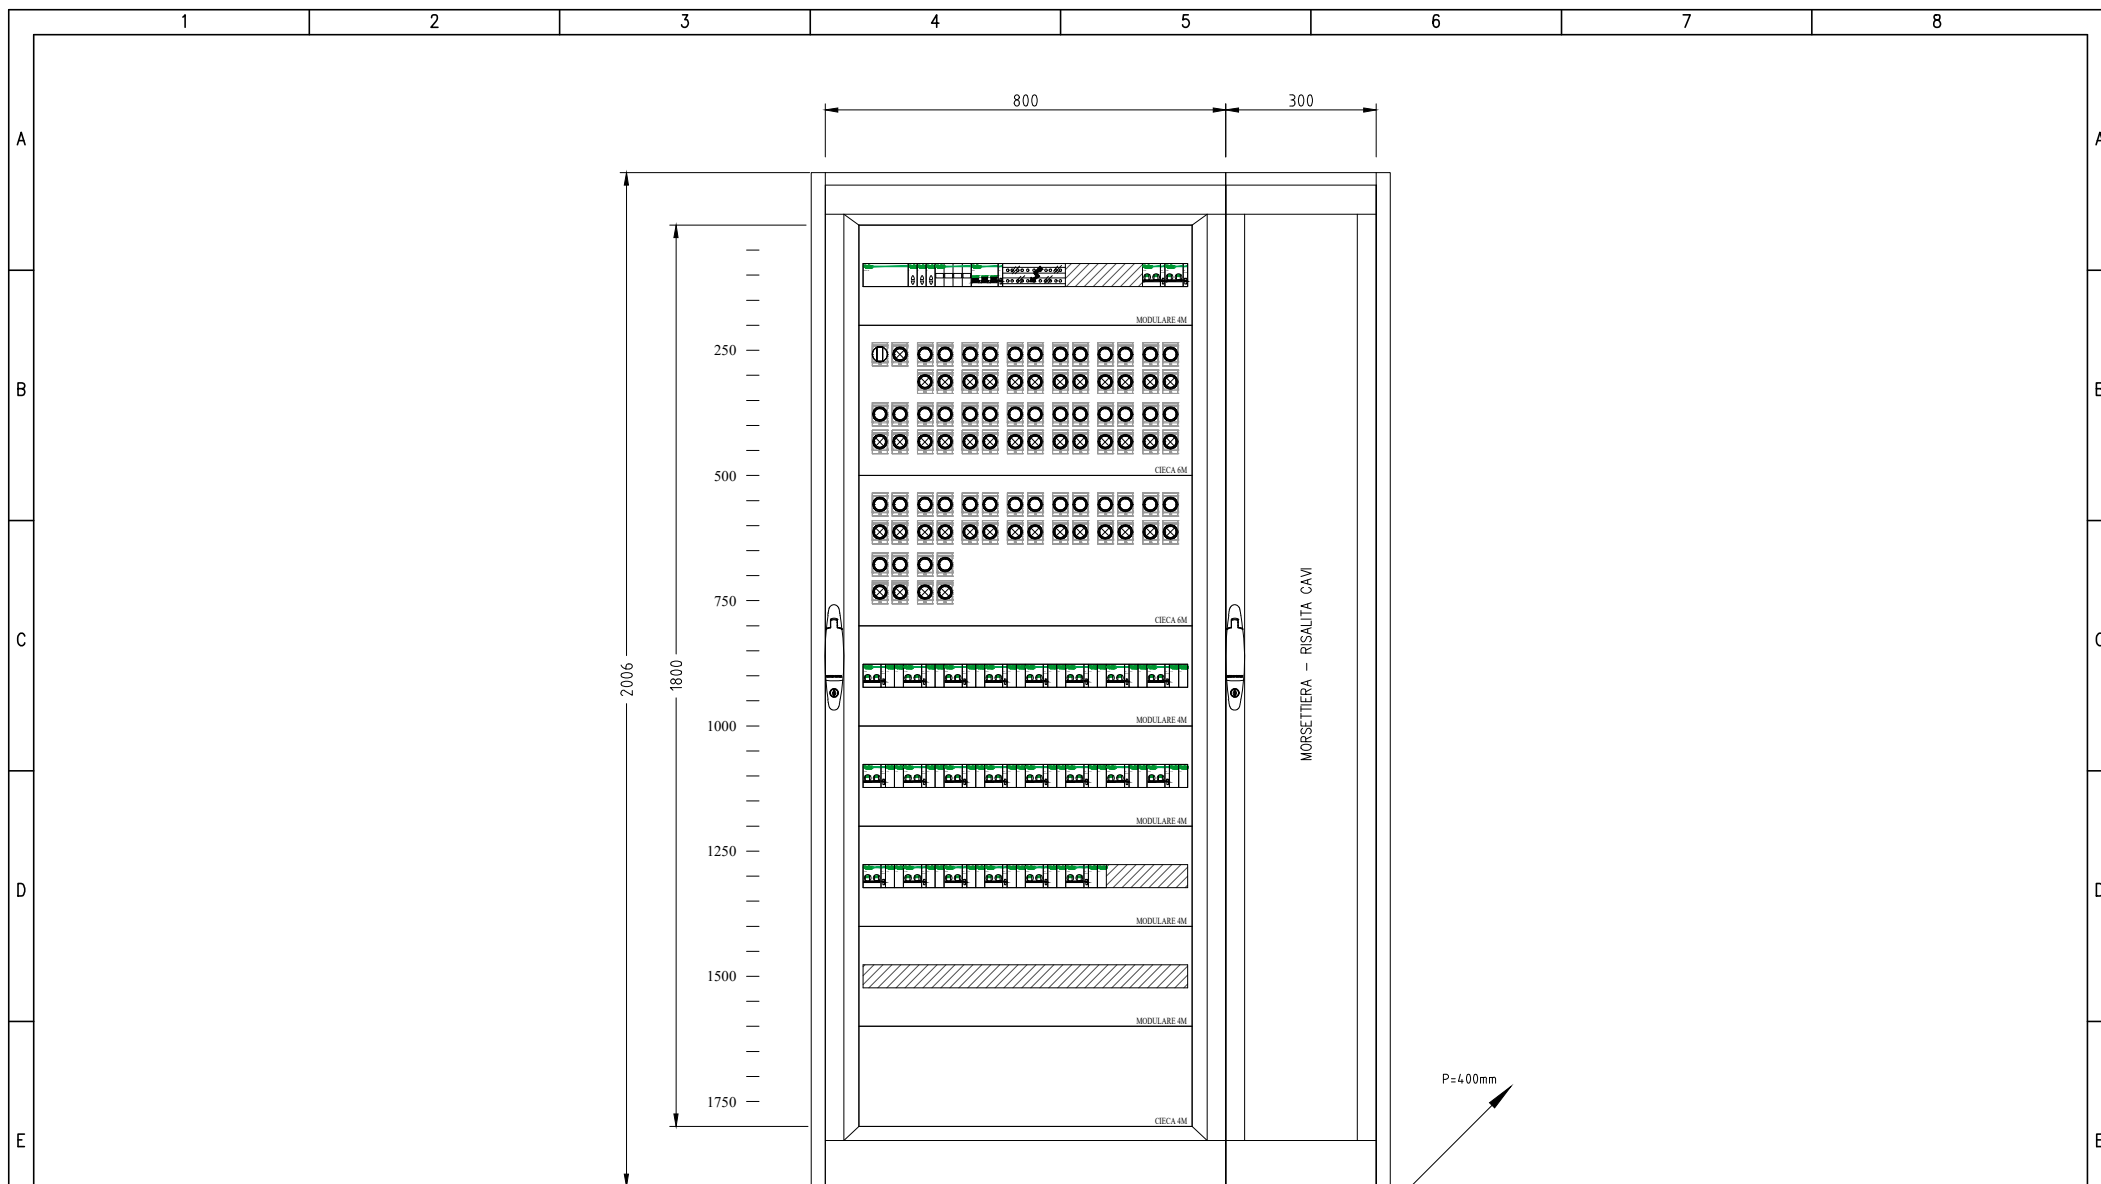 1 2 3 4 5 6 7 8
800 300
A A
MODULARE 4M
250
B B
CIECA 6M
500
750
CIECA 6M
C C
2006
1800
MORSETTIERA - RISALITA CAVI
MODULARE 4M
1000
MODULARE 4M
1250
D D
MODULARE 4M
1500
MODULARE 4M
P=400mm
1750
CIECA 4M
E E